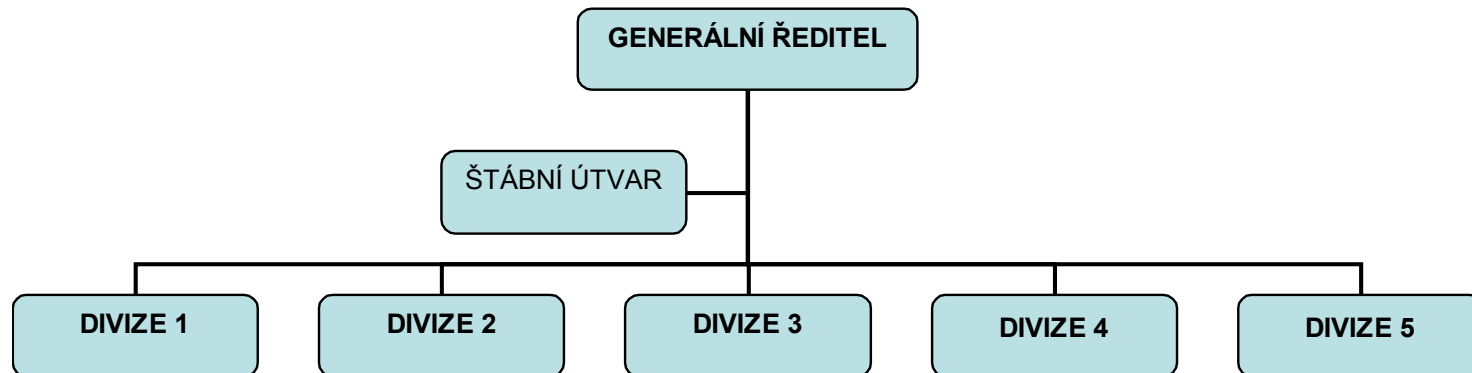 GENERÁLNÍ ŘEDITEL
ŠTÁBNÍ ÚTVAR
DIVIZE 1
DIVIZE 2
DIVIZE 3
DIVIZE 4
DIVIZE 5